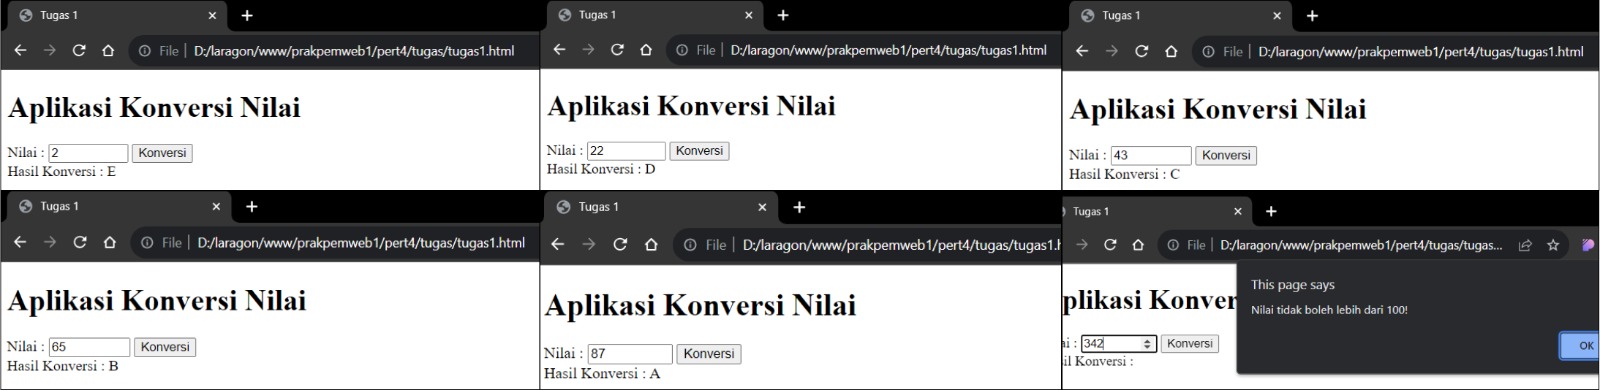 Tugas 1
File D:/laragon/www/prakpemweb1/pert4/tugas/tugas1.html
Aplikasi Konversi Nilai
Nilai : 2 Konversi
Hasil Konversi : E
Tugas 1
File D:/laragon/www/prakpemweb1/pert4/tugas/tugas1.html
Aplikasi Konversi Nilai
Nilai : 22 Konversi
Hasil Konversi : D
Tugas 1
File D:/laragon/www/prakpemweb1/pert4/tugas/tugas1.html
Aplikasi Konversi Nilai
Nilai : 43 Konversi
Hasil Konversi : C
Tugas 1
File D:/laragon/www/prakpemweb1/pert4/tugas/tugas1.html
Aplikasi Konversi Nilai
Nilai : 65 Konversi
Hasil Konversi : B
Tugas 1
File D:/laragon/www/prakpemweb1/pert4/tugas/tugas1.h
Aplikasi Konversi Nilai
Nilai : 87 Konversi
Hasil Konversi : A
Tugas 1
File D:/laragon/www/prakpemweb1/pert4/tugas/tugas...
plikasi Konver
This page says
Nilai tidak boleh lebih dari 100!
OK
ai : 342 Konversi
sil Konversi :